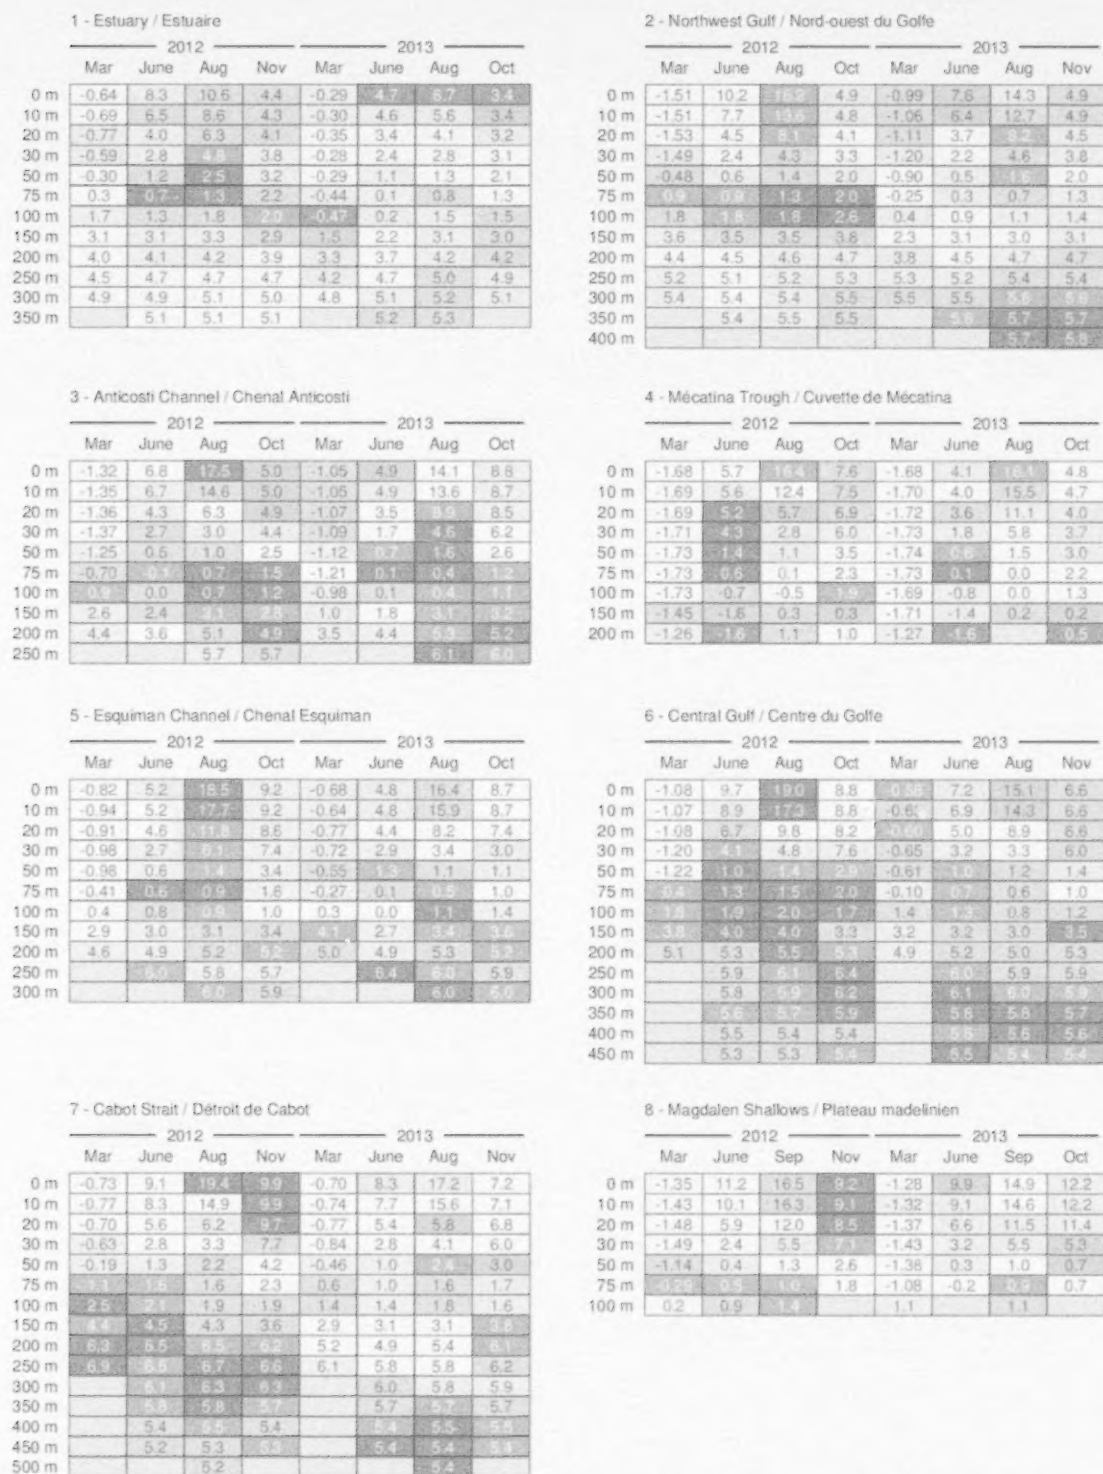 1 - Estuary / Estuaire
2012 2013
Mar June Aug Nov Mar June Aug Oct
0 m -0.64 8.3 10.6 4.4 -0.29 4.7 6.7 3.4
10 m -0.69 6.5 8.6 4.3 -0.30 4.6 5.6 3.4
20 m -0.77 4.0 6.3 4.1 -0.35 3.4 4.1 3.2
30 m -0.59 2.8 4.8 3.8 -0.28 2.4 2.8 3.1
50 m -0.30 1.2 2.5 3.2 -0.29 1.1 1.3 2.1
75 m 0.3 0.7 1.3 2.2 -0.44 0.1 0.8 1.3
100 m 1.7 1.3 1.8 2.0 -0.47 0.2 1.5 1.5
150 m 3.1 3.1 3.3 2.9 1.5 2.2 3.1 3.0
200 m 4.0 4.1 4.2 3.9 3.3 3.7 4.2 4.2
250 m 4.5 4.7 4.7 4.7 4.2 4.7 5.0 4.9
300 m 4.9 4.9 5.1 5.0 4.8 5.1 5.2 5.1
350 m 5.1 5.1 5.1 5.2 5.3
2 - Northwest Gulf / Nord-ouest du Golfe
2012 2013
Mar June Aug Oct Mar June Aug Nov
0 m -1.51 10.2 4.9 -0.99 7.6 14.3 4.9
10 m -1.51 7.7 13.6 4.8 -1.06 6.4 12.7 4.9
20 m -1.53 4.5 8.1 4.1 -1.11 3.7 8.2 4.5
30 m -1.49 2.4 4.3 3.3 -1.20 2.2 4.6 3.8
50 m -0.48 0.6 1.4 2.0 -0.90 0.5 1.6 2.0
75 m 0.9 0.9 1.3 2.0 -0.25 0.3 0.7 1.3
100 m 1.8 1.8 1.8 2.6 0.4 0.9 1.1 1.4
150 m 3.6 3.5 3.5 3.8 2.3 3.1 3.0 3.1
200 m 4.4 4.5 4.6 4.7 3.8 4.5 4.7 4.7
250 m 5.2 5.1 5.2 5.3 5.3 5.2 5.4 5.4
300 m 5.4 5.4 5.4 5.5 5.5 5.5 5.6
350 m 5.4 5.5 5.5 5.6 5.7 5.7
400 m 5.7 5.8
3 - Anticosti Channel / Chenal Anticosti
2012 2013
Mar June Aug Oct Mar June Aug Oct
0 m -1.32 6.8 17.5 5.0 -1.05 4.9 14.1 8.8
10 m -1.35 6.7 14.6 5.0 -1.05 4.9 13.6 8.7
20 m -1.36 4.3 6.3 4.9 -1.07 3.5 8.9 8.5
30 m -1.37 2.7 3.0 4.4 -1.09 1.7 4.6 6.2
50 m -1.25 0.5 1.0 2.5 -1.12 0.7 1.6 2.6
75 m -0.70 0.1 0.7 1.5 -1.21 0.1 0.4 1.2
100 m 0.9 0.0 0.7 1.2 -0.98 0.1 0.4 1.1
150 m 2.6 2.4 3.1 2.8 1.0 1.8 3.1 3.2
200 m 4.4 3.6 5.1 4.9 3.5 4.4 5.5 5.2
250 m 5.7 5.7 6.1 6.0
4 - Mécatina Trough / Cuvette de Mécatina
2012 2013
Mar June Aug Oct Mar June Aug Oct
0 m -1.68 5.7 16.4 7.6 -1.68 4.1 16.1 4.8
10 m -1.69 5.6 12.4 7.5 -1.70 4.0 15.5 4.7
20 m -1.69 5.2 5.7 6.9 -1.72 3.6 11.1 4.0
30 m -1.71 4.3 2.8 6.0 -1.73 1.8 5.8 3.7
50 m -1.73 1.4 1.1 3.5 -1.74 0.6 1.5 3.0
75 m -1.73 0.6 0.1 2.3 -1.73 0.1 0.0 2.2
100 m -1.73 -0.7 -0.5 1.9 -1.69 -0.8 0.0 1.3
150 m -1.45 -1.6 0.3 0.3 -1.71 -1.4 0.2 0.2
200 m -1.26 -1.6 1.1 1.0 -1.27 -1.6 0.5
5 - Esquiman Channel / Chenal Esquiman
2012 2013
Mar June Aug Oct Mar June Aug Oct
0 m -0.82 5.2 18.5 9.2 -0.68 4.8 16.4 8.7
10 m -0.94 5.2 17.7 9.2 -0.64 4.8 15.9 8.7
20 m -0.91 4.6 11.8 8.6 -0.77 4.4 8.2 7.4
30 m -0.98 2.7 6.1 7.4 -0.72 2.9 3.4 3.0
50 m -0.98 0.6 1.4 3.4 -0.55 1.3 1.1 1.1
75 m -0.41 0.6 0.9 1.6 -0.27 0.1 0.5 1.0
100 m 0.4 0.8 0.9 1.0 0.3 0.0 1.1 1.4
150 m 2.9 3.0 3.1 3.4 4.1 2.7 3.4 3.6
200 m 4.6 4.9 5.2 5.2 5.0 4.9 5.3 5.2
250 m 6.0 5.8 5.7 6.4 6.0 5.9
300 m 6.0 5.9 6.0 6.0
6 - Central Gulf / Centre du Golfe
2012 2013
Mar June Aug Oct Mar June Aug Nov
0 m -1.08 9.7 19.0 8.8 7.2 15.1 6.6
10 m -1.07 8.9 17.3 8.8 6.9 14.3 6.6
20 m -1.08 6.7 9.8 8.2 -0.60 5.0 8.9 6.6
30 m -1.20 4.1 4.8 7.6 -0.65 3.2 3.3 6.0
50 m -1.22 1.0 1.4 2.9 -0.61 1.0 1.2 1.4
75 m 0.4 1.3 1.5 2.0 -0.10 0.7 0.6 1.0
100 m 1.8 1.9 2.0 1.7 1.4 1.3 0.8 1.2
150 m 3.8 4.0 4.0 3.3 3.2 3.2 3.0 3.5
200 m 5.1 5.3 5.5 5.7 4.9 5.2 5.0 5.3
250 m 5.9 6.1 6.4 6.0 5.9 5.9
300 m 5.8 5.9 6.2 6.1 6.0 5.9
350 m 5.6 5.7 5.9 5.8 5.8 5.7
400 m 5.5 5.4 5.4 5.6 5.6 5.6
450 m 5.3 5.3 5.4 5.5 5.4 5.4
7 - Cabot Strait / Détroit de Cabot
2012 2013
Mar June Aug Nov Mar June Aug Nov
0 m -0.73 9.1 19.4 9.9 -0.70 8.3 17.2 7.2
10 m -0.77 8.3 14.9 9.9 -0.74 7.7 15.6 7.1
20 m -0.70 5.6 6.2 9.7 -0.77 5.4 5.8 6.8
30 m -0.63 2.8 3.3 7.7 -0.84 2.8 4.1 6.0
50 m -0.19 1.3 2.2 4.2 -0.46 1.0 2.4 3.0
75 m 1.1 1.6 1.6 2.3 0.6 1.0 1.6 1.7
100 m 2.5 2.1 1.9 1.9 1.4 1.4 1.8 1.6
150 m 4.4 4.5 4.3 3.6 2.9 3.1 3.1 3.8
200 m 6.3 6.5 6.5 6.2 5.2 4.9 5.4 6.1
250 m 6.9 6.6 6.7 6.6 6.1 5.8 5.8 6.2
300 m 6.1 6.3 6.3 6.0 5.8 5.9
350 m 5.8 5.8 5.7 5.7 5.7 5.7
400 m 5.4 5.5 5.4 5.4 5.5 5.5
450 m 5.2 5.3 5.3 5.4 5.4 5.4
500 m 5.2 5.4
8 - Magdalen Shallows / Plateau madelinien
2012 2013
Mar June Sep Nov Mar June Sep Oct
0 m -1.35 11.2 16.5 9.2 -1.28 9.9 14.9 12.2
10 m -1.43 10.1 16.3 9.1 -1.32 9.1 14.6 12.2
20 m -1.48 5.9 12.0 8.5 -1.37 6.6 11.5 11.4
30 m -1.49 2.4 5.5 7.1 -1.43 3.2 5.5 5.3
50 m -1.14 0.4 1.3 2.6 -1.38 0.3 1.0 0.7
75 m -0.29 0.5 1.0 1.8 -1.08 -0.2 0.9 0.7
100 m 0.2 0.9 1.4 1.1 1.1